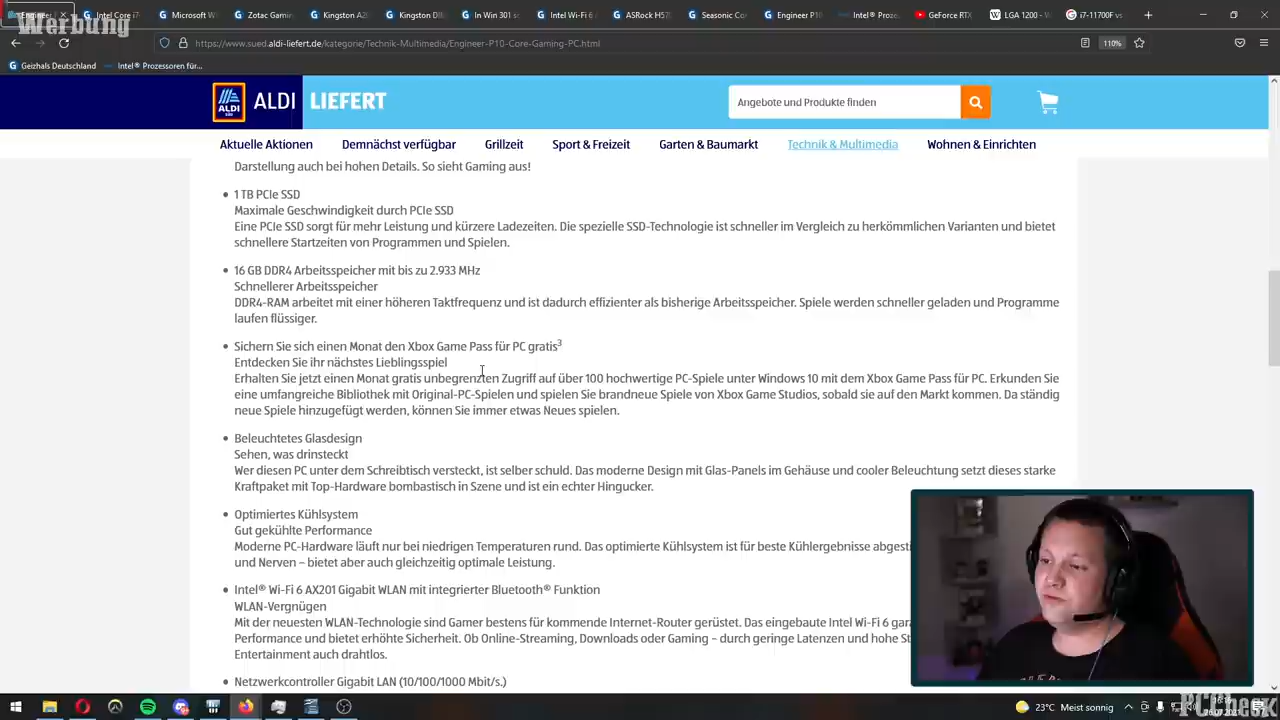 Werbung
Intel Core i7-
Microsoft Win
Zotac Gaming
Kingston A200
Kingston DIM
Lian Li In Win 301
Intel Wi-Fi 6
ASRock H570
Seasonic Co
Engineer P
Intel® Proze
GeForce RTX
LGA 1200 - W
i7-11700F vs
https://www.sued.aldi-liefert.de/kategorie/Technik-Multimedia/Engineer-P10-Core-Gaming-PC.html
110%
Geizhals Deutschland
Intel® Prozessoren für...
ALDI
ALDI LIEFERT
Angebote und Produkte finden
Aktuelle Aktionen
Demnächst verfügbar
Grillzeit
Sport & Freizeit
Garten & Baumarkt
Technik & Multimedia
Wohnen & Einrichten
Darstellung auch bei hohen Details. So sieht Gaming aus!
1 TB PCIe SSD
Maximale Geschwindigkeit durch PCIe SSD
Eine PCIe SSD sorgt für mehr Leistung und kürzere Ladezeiten. Die spezielle SSD-Technologie ist schneller im Vergleich zu herkömmlichen Varianten und bietet
schnellere Startzeiten von Programmen und Spielen.
16 GB DDR4 Arbeitsspeicher mit bis zu 2.933 MHz
Schnellerer Arbeitsspeicher
DDR4-RAM arbeitet mit einer höheren Taktfrequenz und ist dadurch effizienter als bisherige Arbeitsspeicher. Spiele werden schneller geladen und Programme
laufen flüssiger.
Sichern Sie sich einen Monat den Xbox Game Pass für PC gratis³
Entdecken Sie ihr nächstes Lieblingsspiel
Erhalten Sie jetzt einen Monat gratis unbegrenzten Zugriff auf über 100 hochwertige PC-Spiele unter Windows 10 mit dem Xbox Game Pass für PC. Erkunden Sie
eine umfangreiche Bibliothek mit Original-PC-Spielen und spielen Sie brandneue Spiele von Xbox Game Studios, sobald sie auf den Markt kommen. Da ständig
neue Spiele hinzugefügt werden, können Sie immer etwas Neues spielen.
Beleuchtetes Glasdesign
Sehen, was drinsteckt
Wer diesen PC unter dem Schreibtisch versteckt, ist selber schuld. Das moderne Design mit Glas-Panels im Gehäuse und cooler Beleuchtung setzt dieses starke
Kraftpaket mit Top-Hardware bombastisch in Szene und ist ein echter Hingucker.
Optimiertes Kühlsystem
Gut gekühlte Performance
Moderne PC-Hardware läuft nur bei niedrigen Temperaturen rund. Das optimierte Kühlsystem ist für beste Kühlergebnisse abgesti
und Nerven – bietet aber auch gleichzeitig optimale Leistung.
Intel® Wi-Fi 6 AX201 Gigabit WLAN mit integrierter Bluetooth® Funktion
WLAN-Vergnügen
Mit der neuesten WLAN-Technologie sind Gamer bestens für kommende Internet-Router gerüstet. Das eingebaute Intel Wi-Fi 6 gara
Performance und bietet erhöhte Sicherheit. Ob Online-Streaming, Downloads oder Gaming – durch geringe Latenzen und hohe St
Entertainment auch drahtlos.
Netzwerkcontroller Gigabit LAN (10/100/1000 Mbit/s.)
23°C Meist sonnig
PCCheck